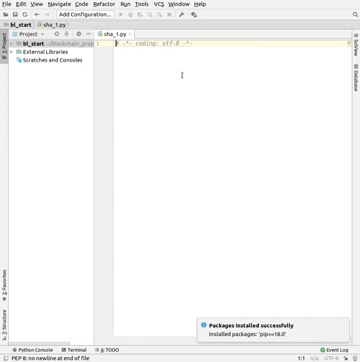 File Edit View Navigate Code Refactor Run Tools VCS Window Help
Add Configuration...
bl_start sha_1.py
Project
sha_1.py
bl_start ~/blockchain_proj
1 # -*- coding: utf-8 -*-
External Libraries
Scratches and Consoles
1: Project
SciView
Database
2: Favorites
Z: Structure
Packages installed successfully
Installed packages: 'pip==18.0'
Python Console Terminal 6: TODO Event Log
PEP 8: no newline at end of file 1:1 n/a UTF-8